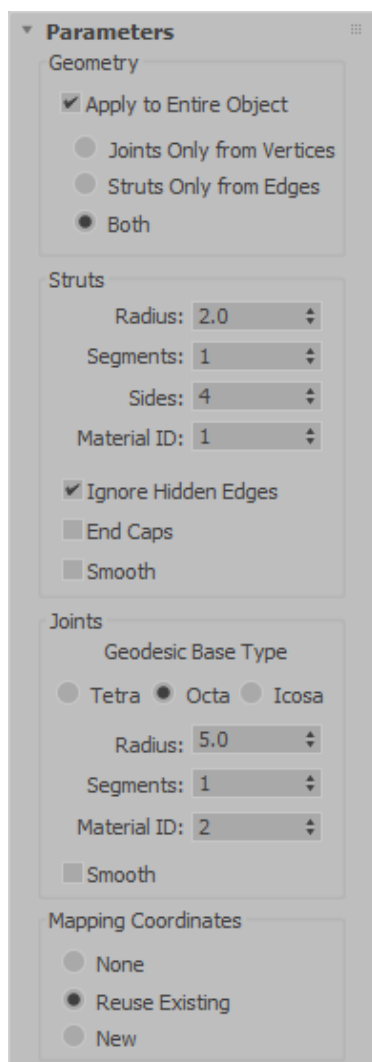 Parameters
Geometry
Apply to Entire Object
Joints Only from Vertices
Struts Only from Edges
Both
Struts
Radius: 2.0
Segments: 1
Sides: 4
Material ID: 1
Ignore Hidden Edges
End Caps
Smooth
Joints
Geodesic Base Type
Tetra Octa Icosa
Radius: 5.0
Segments: 1
Material ID: 2
Smooth
Mapping Coordinates
None
Reuse Existing
New